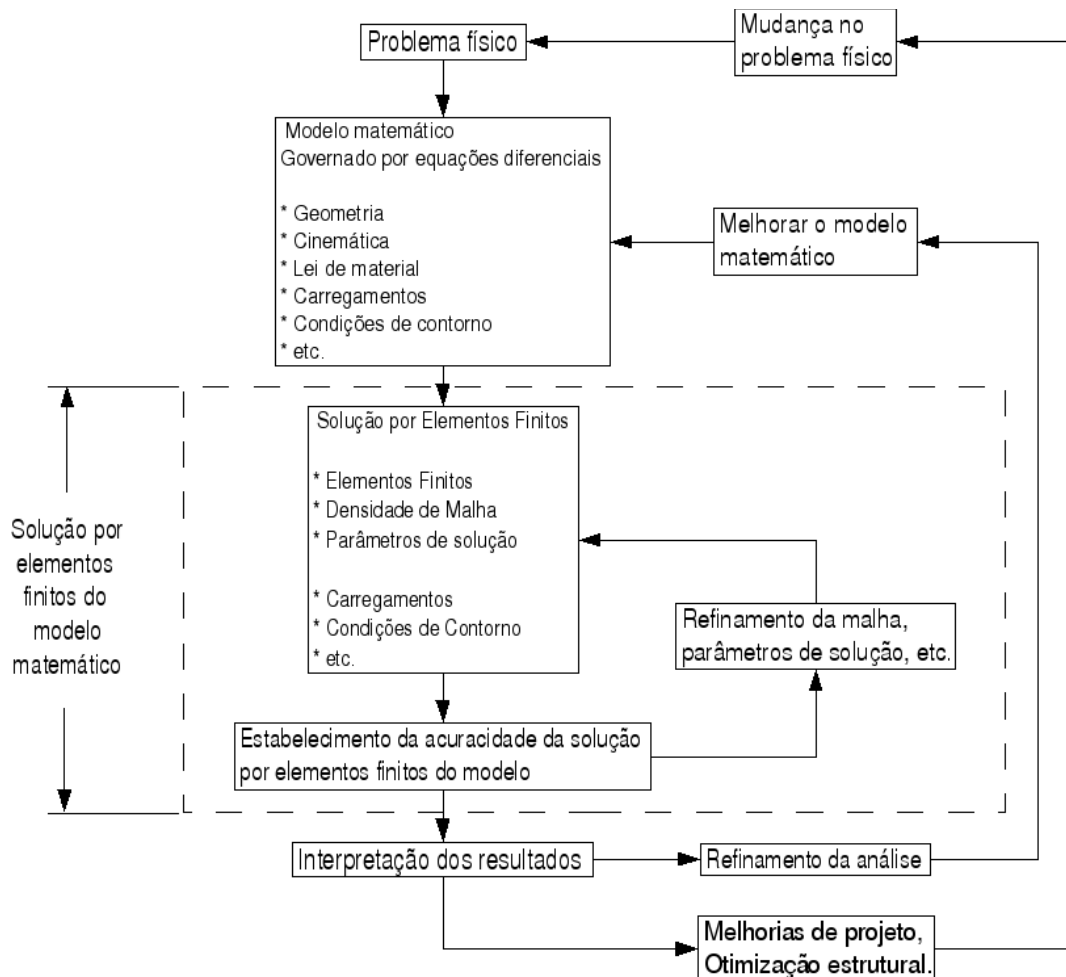 Problema físico
Mudança no
problema físico
Modelo matemático
Governado por equações diferenciais
* Geometria
* Cinemática
* Lei de material
* Carregamentos
* Condições de contorno
* etc.
Melhorar o modelo
matemático
Solução por
elementos
finitos do
modelo
matemático
Solução por Elementos Finitos
* Elementos Finitos
* Densidade de Malha
* Parâmetros de solução
* Carregamentos
* Condições de Contorno
* etc.
Refinamento da malha,
parâmetros de solução, etc.
Estabelecimento da acuracidade da solução
por elementos finitos do modelo
Interpretação dos resultados
Refinamento da análise
Melhorias de projeto,
Otimização estrutural.